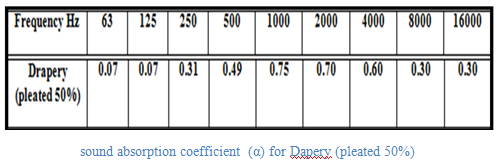 Frequency Hz 63 125 250 500 1000 2000 4000 8000 16000
Drapery 0.07 0.07 0.31 0.49 0.75 0.70 0.60 0.30 0.30
(pleated 50%)
sound absorption coefficient (α) for Dapery (pleated 50%)